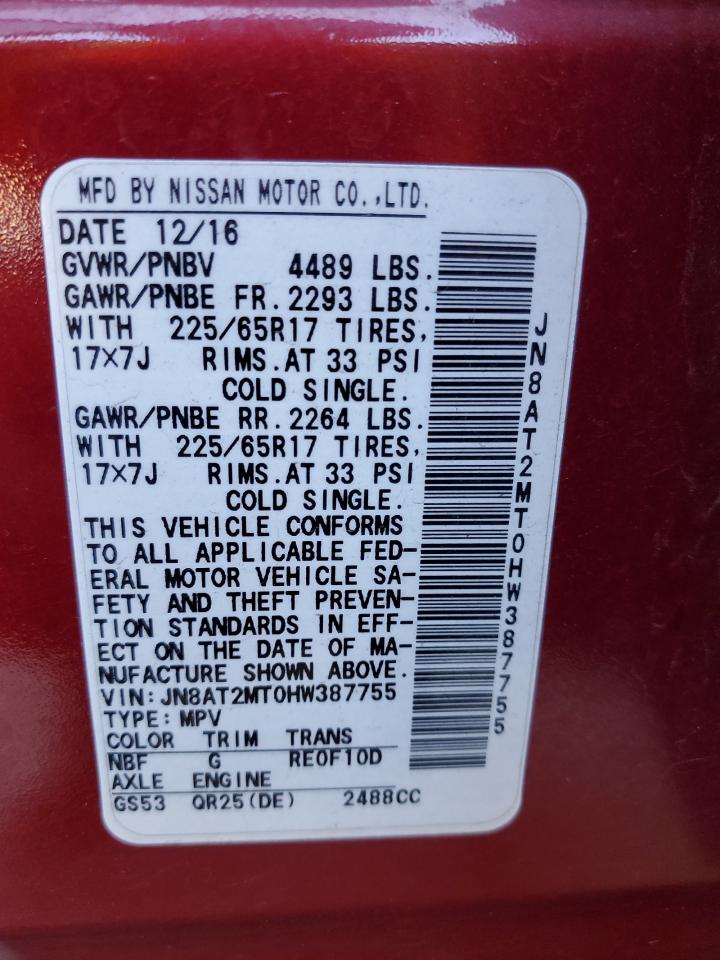 MFD BY NISSAN MOTOR CO.,LTD.
DATE 12/16
GVWR/PNBV 4489 LBS.
GAWR/PNBE FR. 2293 LBS.
WITH 225/65R17 TIRES,
17×7J RIMS.AT 33 PSI
COLD SINGLE.
GAWR/PNBE RR. 2264 LBS.
WITH 225/65R17 TIRES,
17×7J RIMS.AT 33 PSI
COLD SINGLE.
THIS VEHICLE CONFORMS
TO ALL APPLICABLE FED-
ERAL MOTOR VEHICLE SA-
FETY AND THEFT PREVEN-
TION STANDARDS IN EFF-
ECT ON THE DATE OF MA-
NUFACTURE SHOWN ABOVE.
VIN: JN8AT2MT0HW387755
TYPE: MPV
COLOR TRIM TRANS
NBF G RE0F10D
AXLE ENGINE
GS53 QR25(DE) 2488CC
JN8AT2MT0HW387755